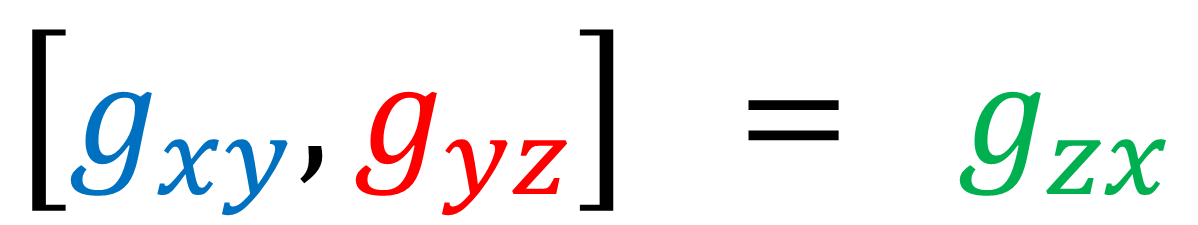 [g_{xy}, g_{yz}] = g_{zx}